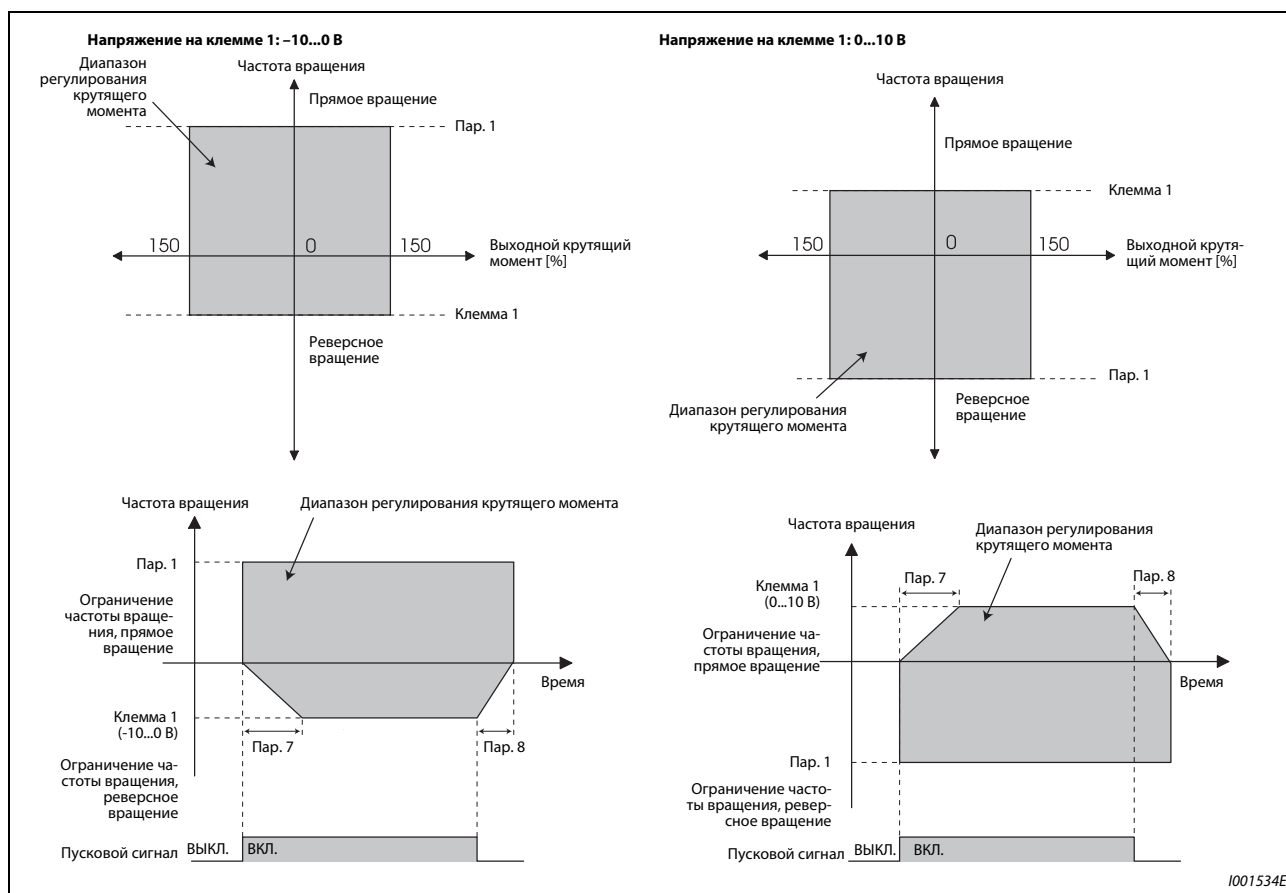 Напряжение на клемме 1: –10...0 В
Диапазон
регулирования
крутящего
момента
Частота вращения
Прямое вращение
Пар. 1
150
0
150
Выходной крутящий
момент [%]
Клемма 1
Реверсное
вращение
Напряжение на клемме 1: 0...10 В
Частота вращения
Прямое вращение
Клемма 1
150
0
150
Выходной крутя-
щий момент [%]
Пар. 1
Реверсное
вращение
Диапазон регулирования
крутящего момента
Частота вращения
Диапазон регулирования крутящего момента
Пар. 1
Ограничение
частоты враще-
ния, прямое
вращение
Время
Клемма 1
(-10...0 В)
Пар. 7
Пар. 8
Ограничение ча-
стоты вращения,
реверсное
вращение
Пусковой сигнал
ВЫКЛ.
ВКЛ.
Частота вращения
Диапазон регулирования
крутящего момента
Клемма 1
(0...10 В)
Пар. 7
Пар. 8
Ограничение ча-
стоты вращения,
прямое вращение
Время
Пар. 1
Ограничение часто-
ты вращения, ревер-
сное вращение
Пусковой сигнал
ВЫКЛ.
ВКЛ.
I001534E